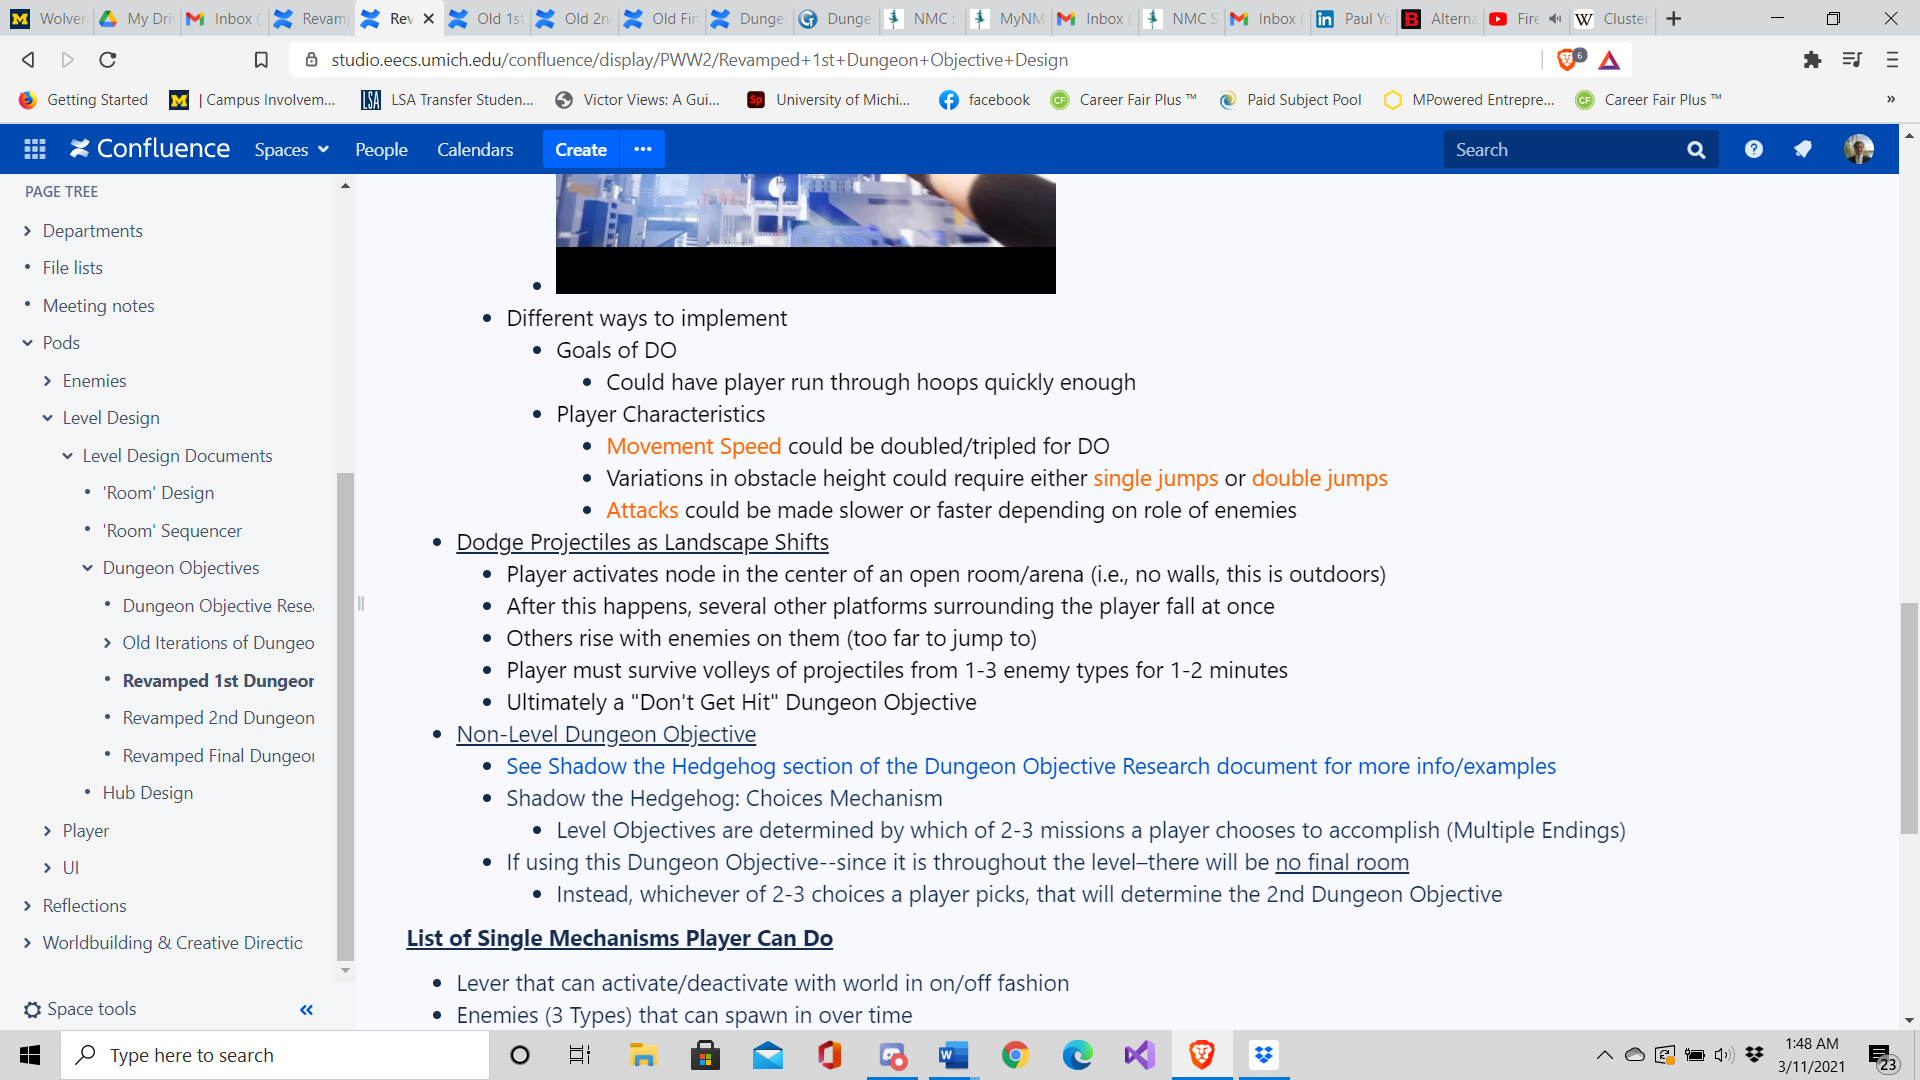 Wolver
My Dri
Inbox (
Revam
Rev
Old 1st
Old 2n
Old Fin
Dunge
Dunge
NMC :
MyNM
Inbox (
NMC S
Inbox (
Paul Yo
Alterna
Fire
Cluster
studio.eecs.umich.edu/confluence/display/PWW2/Revamped+1st+Dungeon+Objective+Design
6
Getting Started
| Campus Involvem...
LSA Transfer Studen...
Victor Views: A Gui...
University of Michi...
facebook
Career Fair Plus ™
Paid Subject Pool
MPowered Entrepre...
Career Fair Plus ™
»
Confluence
Spaces
People
Calendars
Create
Search
PAGE TREE
Departments
File lists
Meeting notes
Pods
Enemies
Level Design
Level Design Documents
'Room' Design
'Room' Sequencer
Dungeon Objectives
Dungeon Objective Resea
Old Iterations of Dungeo
Revamped 1st Dungeon
Revamped 2nd Dungeon
Revamped Final Dungeon
Hub Design
Player
UI
Reflections
Worldbuilding & Creative Directic
Space tools
Different ways to implement
Goals of DO
Could have player run through hoops quickly enough
Player Characteristics
Movement Speed could be doubled/tripled for DO
Variations in obstacle height could require either single jumps or double jumps
Attacks could be made slower or faster depending on role of enemies
Dodge Projectiles as Landscape Shifts
Player activates node in the center of an open room/arena (i.e., no walls, this is outdoors)
After this happens, several other platforms surrounding the player fall at once
Others rise with enemies on them (too far to jump to)
Player must survive volleys of projectiles from 1-3 enemy types for 1-2 minutes
Ultimately a "Don't Get Hit" Dungeon Objective
Non-Level Dungeon Objective
See Shadow the Hedgehog section of the Dungeon Objective Research document for more info/examples
Shadow the Hedgehog: Choices Mechanism
Level Objectives are determined by which of 2-3 missions a player chooses to accomplish (Multiple Endings)
If using this Dungeon Objective--since it is throughout the level–there will be no final room
Instead, whichever of 2-3 choices a player picks, that will determine the 2nd Dungeon Objective
List of Single Mechanisms Player Can Do
Lever that can activate/deactivate with world in on/off fashion
Enemies (3 Types) that can spawn in over time
Type here to search
1:48 AM
3/11/2021
23